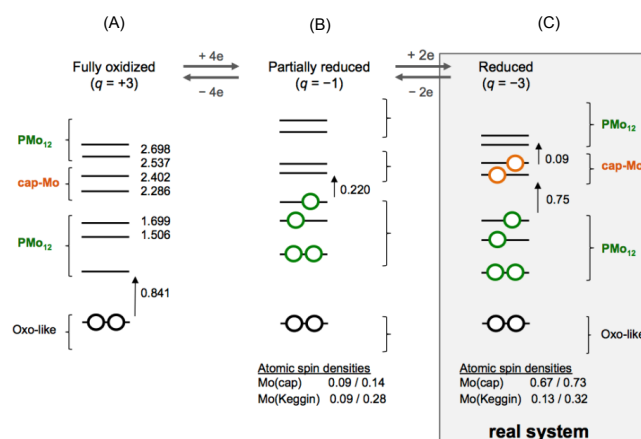 (A)
(B)
(C)
+ 4e
− 4e
+ 2e
− 2e
Fully oxidized
(q = +3)
Partially reduced
(q = −1)
Reduced
(q = −3)
PMo12
cap-Mo
PMo12
Oxo-like
2.698
2.537
2.402
2.286
1.699
1.506
0.841
0.220
0.09
0.75
PMo12
cap-Mo
PMo12
Oxo-like
Atomic spin densities
Mo(cap) 0.09 / 0.14
Mo(Keggin) 0.09 / 0.28
Atomic spin densities
Mo(cap) 0.67 / 0.73
Mo(Keggin) 0.13 / 0.32
real system